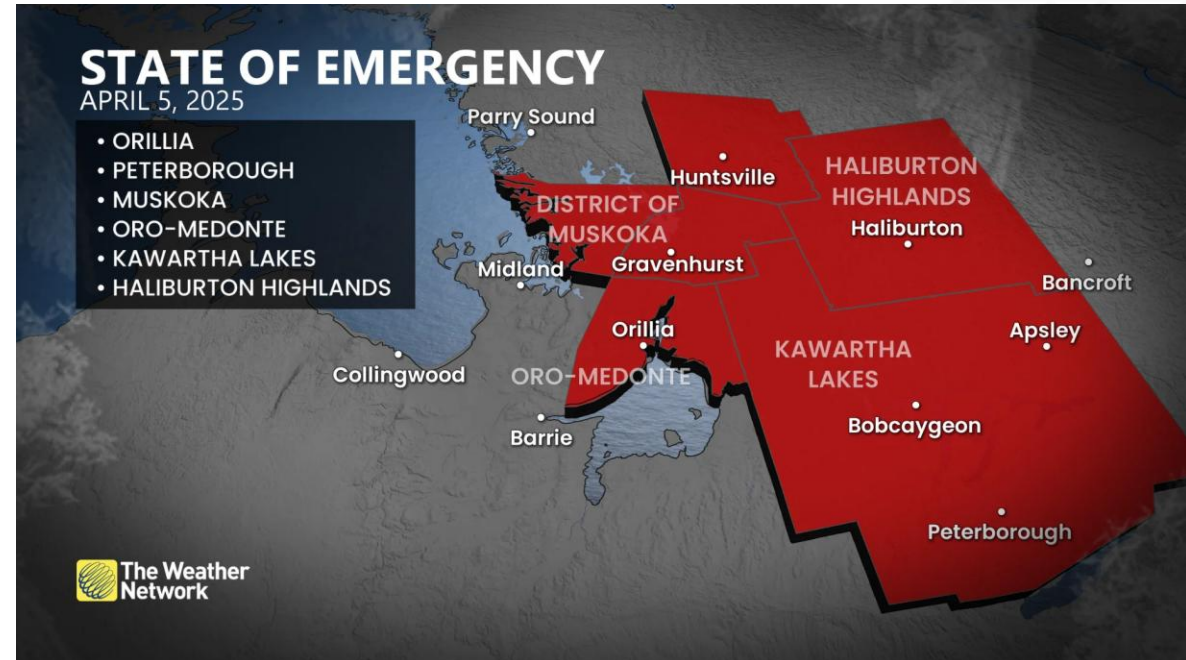 STATE OF EMERGENCY
APRIL 5, 2025
• ORILLIA
• PETERBOROUGH
• MUSKOKA
• ORO-MEDONTE
• KAWARTHA LAKES
• HALIBURTON HIGHLANDS
Parry Sound
Huntsville
HALIBURTON
HIGHLANDS
Haliburton
DISTRICT OF
MUSKOKA
Gravenhurst
Midland
Bancroft
Orillia
Apsley
KAWARTHA
LAKES
Collingwood
ORO-MEDONTE
Barrie
Bobcaygeon
Peterborough
The Weather
Network